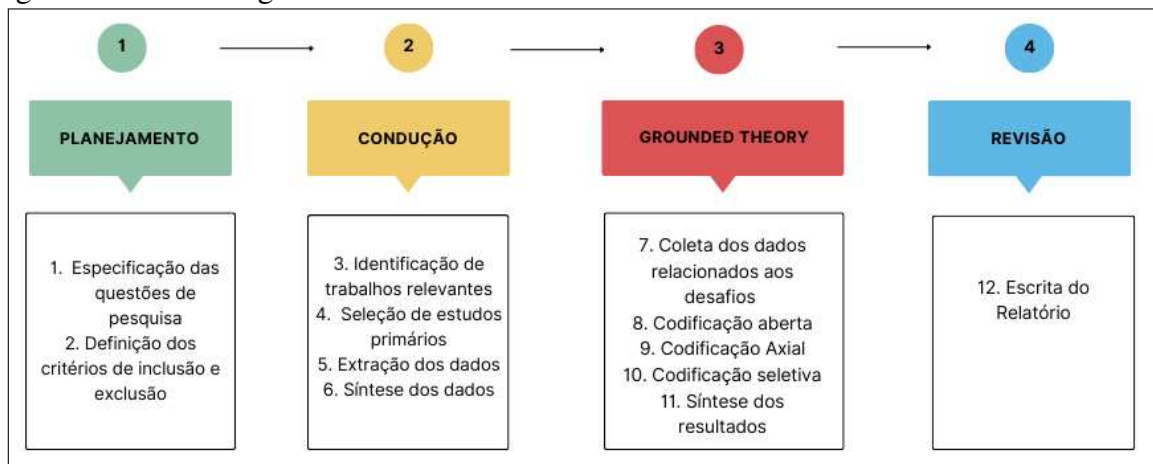 1
2
3
4
PLANEJAMENTO
CONDUÇÃO
GROUNDED THEORY
REVISÃO
1. Especificação das
questões de
pesquisa
2. Definição dos
critérios de inclusão e
exclusão
3. Identificação de
trabalhos relevantes
4. Seleção de estudos
primários
5. Extração dos dados
6. Síntese dos dados
7. Coleta dos dados
relacionados aos
desafios
8. Codificação aberta
9. Codificação Axial
10. Codificação seletiva
11. Síntese dos
resultados
12. Escrita do
Relatório